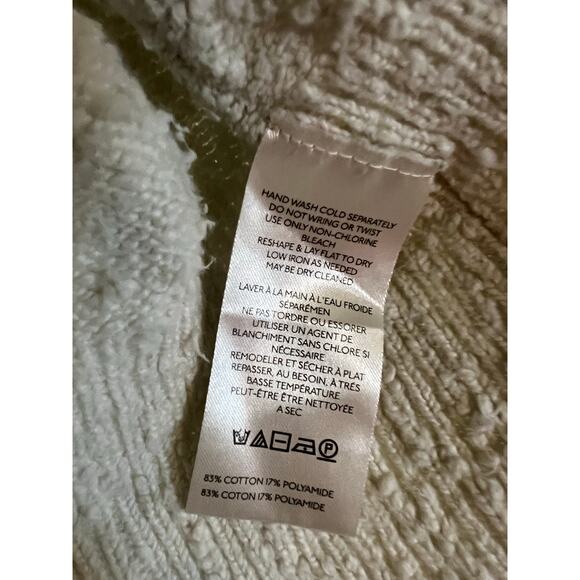 HAND WASH COLD SEPARATELY
DO NOT WRING OR TWIST
USE ONLY NON-CHLORINE
BLEACH
RESHAPE & LAY FLAT TO DRY
LOW IRON AS NEEDED
MAY BE DRY CLEANED
LAVER À LA MAIN À L'EAU FROIDE
SÉPARÉMEN
NE PAS TORDRE OU ESSORER
UTILISER UN AGENT DE
BLANCHIMENT SANS CHLORE SI
NÉCESSAIRE
REMODELER ET SÉCHER À PLAT
REPASSER, AU BESOIN, À TRÉS
BASSE TEMPÉRATURE
PEUT-ÊTRE ÊTRE NETTOYÉE
A SEC
P
83% COTTON 17% POLYAMIDE
83% COTON 17% POLYAMIDE